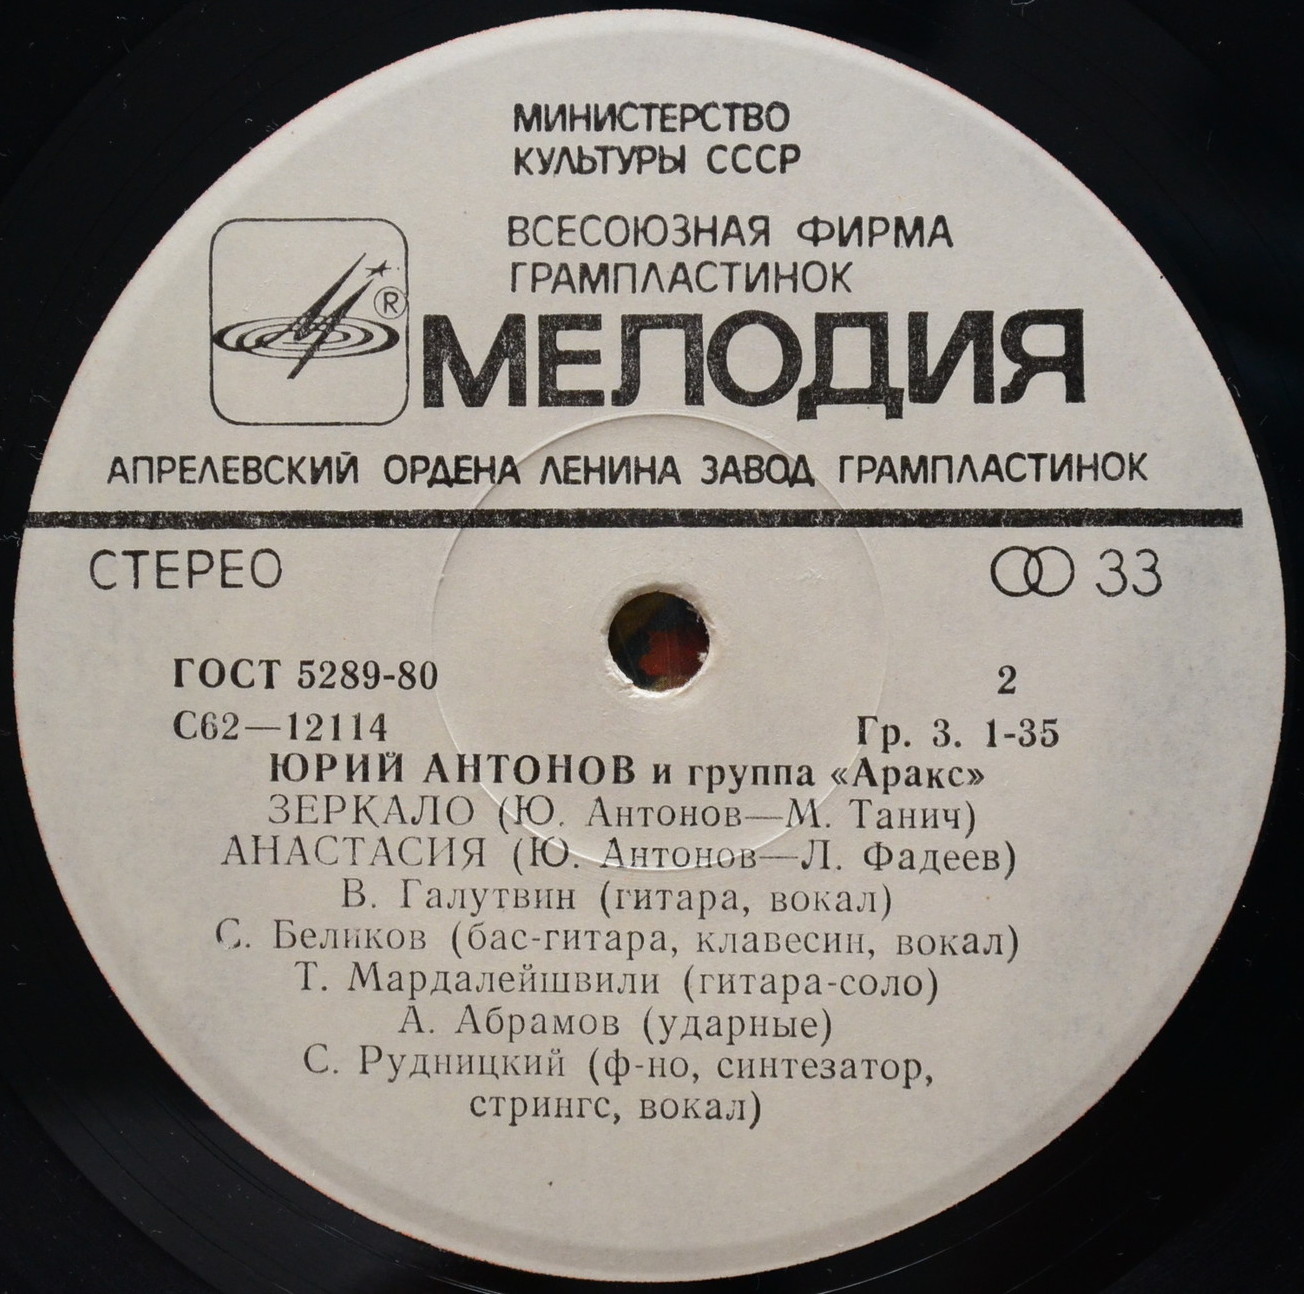 МИНИСТЕРСТВО
КУЛЬТУРЫ СССР
ВСЕСОЮЗНАЯ ФИРМА
ГРАМПЛАСТИНОК
®
МЕЛОДИЯ
АПРЕЛЕВСКИЙ ОРДЕНА ЛЕНИНА ЗАВОД ГРАМПЛАСТИНОК
СТЕРЕО 33
ГОСТ 5289-80 2
С62—12114 Гр. 3. 1-35
ЮРИЙ АНТОНОВ и группа «Аракс»
ЗЕРКАЛО (Ю. Антонов—М. Танич)
АНАСТАСИЯ (Ю. Антонов—Л. Фадеев)
В. Галутвин (гитара, вокал)
С. Беликов (бас-гитара, клавесин, вокал)
Т. Мардалейшвили (гитара-соло)
А. Абрамов (ударные)
С. Рудницкий (ф-но, синтезатор,
стрингс, вокал)